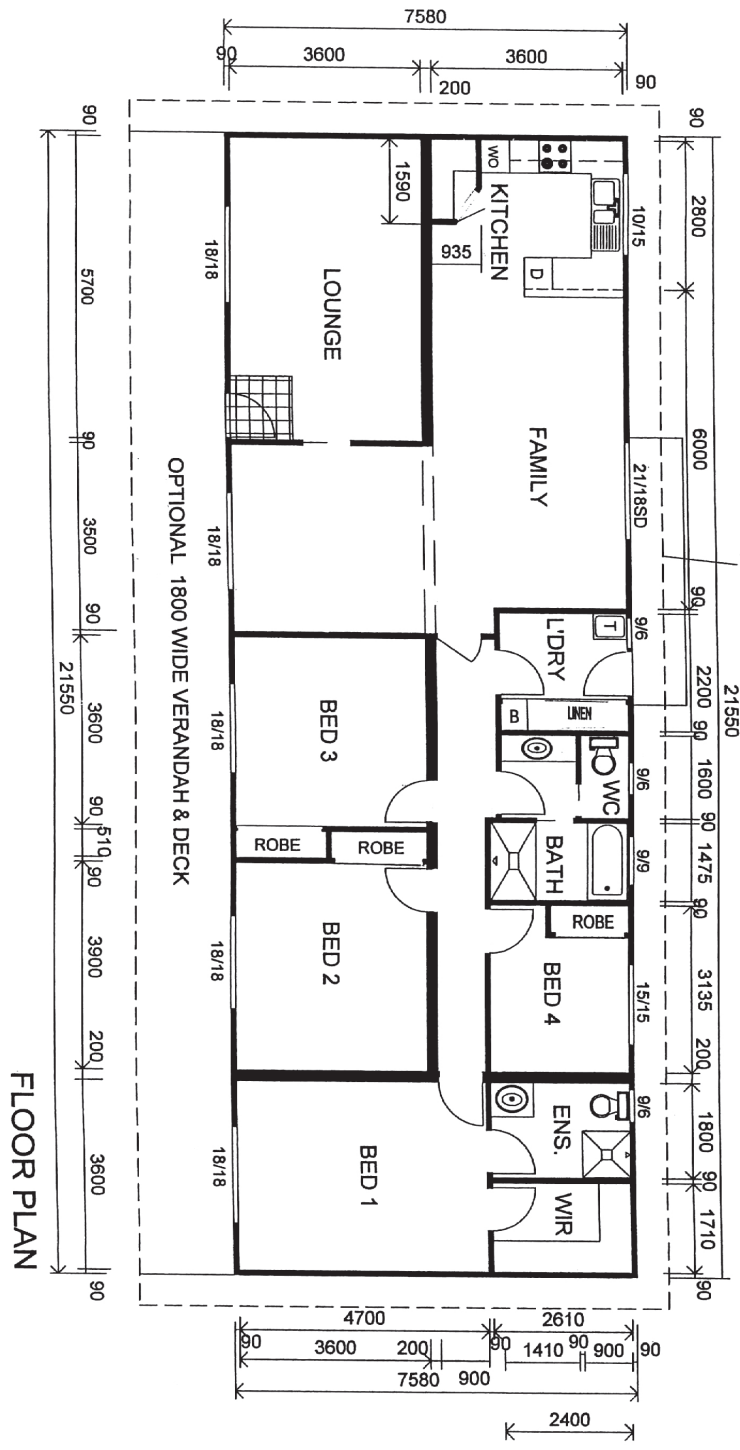 7580
90
3600
3600
90
200
90
2800
6000
90
2200
90
1600
90
1475
90
3135
200
1800
90
1710
90
21550
10/15
21/18SD
9/6
9/6
9/9
15/15
9/6
WO
KITCHEN
D
1590
935
LOUNGE
FAMILY
T
L'DRY
B
LINEN
WC
BATH
ROBE
BED 4
ENS.
WIR
BED 3
ROBE
ROBE
BED 2
BED 1
18/18
18/18
18/18
18/18
18/18
OPTIONAL 1800 WIDE VERANDAH & DECK
90
5700
90
3500
90
3600
90
510
90
3900
200
3600
90
21550
4700
2610
90
3600
200
90
1410
90
900
90
7580
900
2400
FLOOR PLAN